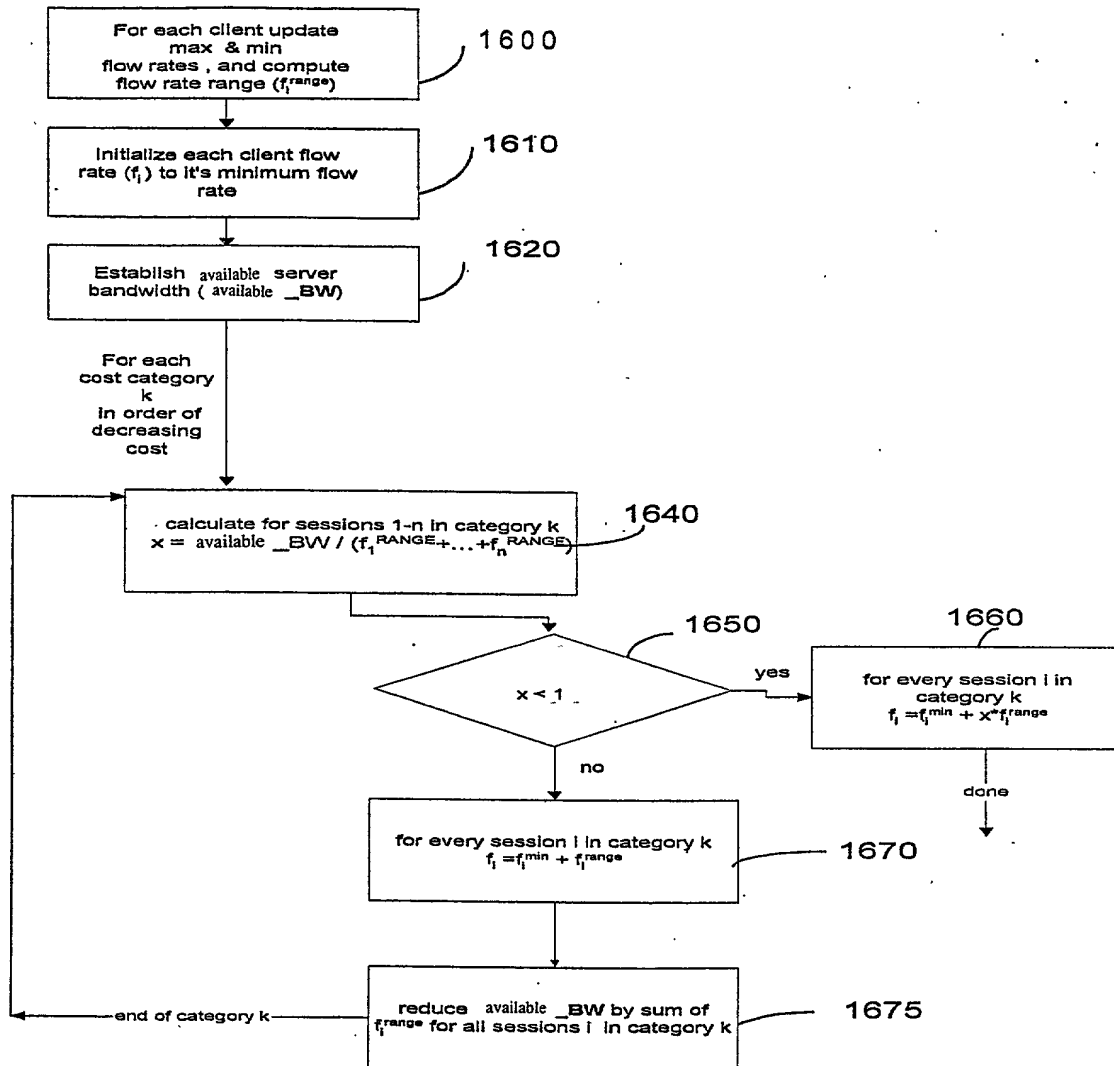 For each client update
max & min
flow rates , and compute
flow rate range (fᵢʳᵃⁿᵍᵉ)
1600
Initialize each client flow
rate (fᵢ) to it's minimum flow
rate
1610
Establish available server
bandwidth ( available _BW)
1620
For each
cost category
k
in order of
decreasing
cost
calculate for sessions 1-n in category k
x = available _BW / (f₁ᴿᴬᴺᴳᴱ+...+fₙᴿᴬᴺᴳᴱ)
1640
x < 1
1650
yes
1660
for every session i in
category k
fᵢ =fᵢᵐⁱⁿ + x*fᵢʳᵃⁿᵍᵉ
done
no
for every session i in category k
fᵢ =fᵢᵐⁱⁿ + fᵢʳᵃⁿᵍᵉ
1670
reduce available _BW by sum of
fᵢʳᵃⁿᵍᵉ for all sessions i in category k
1675
end of category k